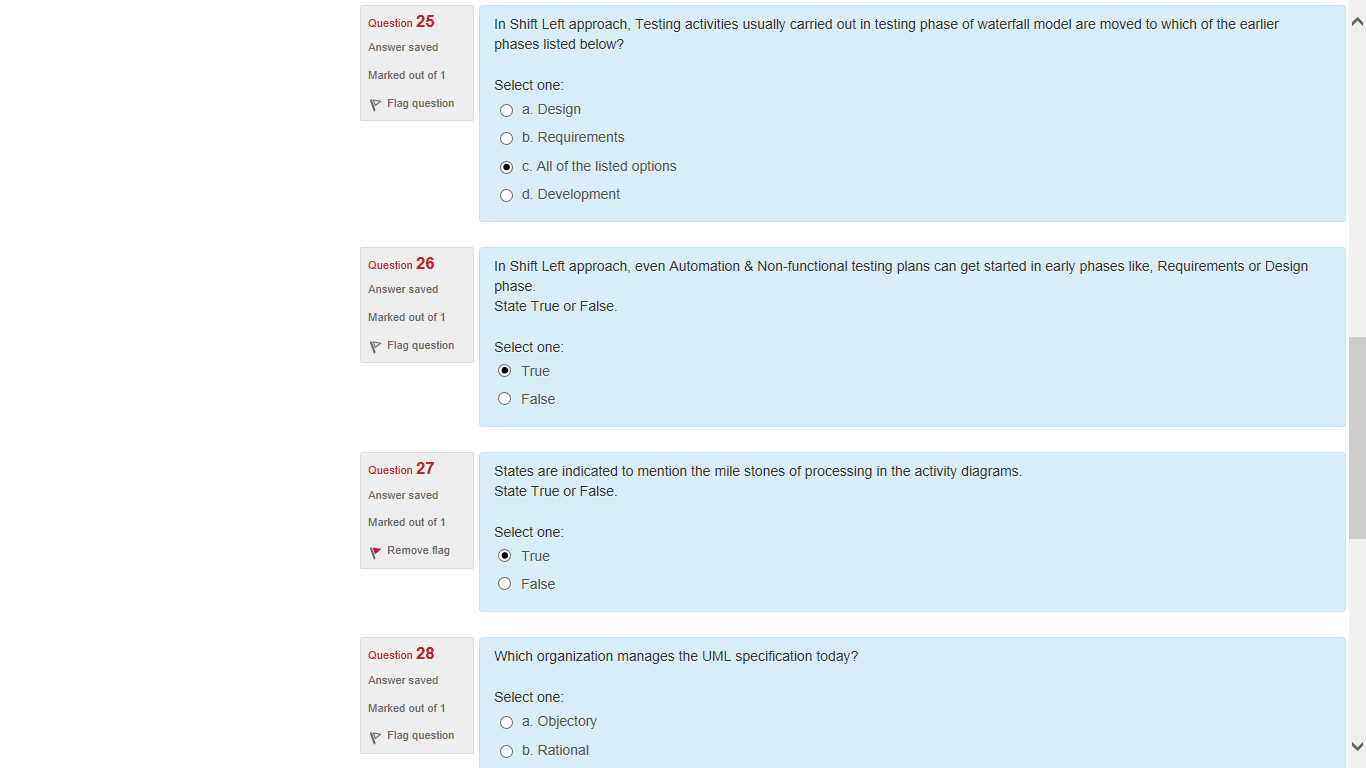 Question 25
Answer saved
Marked out of 1
Flag question
In Shift Left approach, Testing activities usually carried out in testing phase of waterfall model are moved to which of the earlier
phases listed below?
Select one:
a. Design
b. Requirements
c. All of the listed options
d. Development
Question 26
Answer saved
Marked out of 1
Flag question
In Shift Left approach, even Automation & Non-functional testing plans can get started in early phases like, Requirements or Design
phase.
State True or False.
Select one:
True
False
Question 27
Answer saved
Marked out of 1
Remove flag
States are indicated to mention the mile stones of processing in the activity diagrams.
State True or False.
Select one:
True
False
Question 28
Answer saved
Marked out of 1
Flag question
Which organization manages the UML specification today?
Select one:
a. Objectory
b. Rational